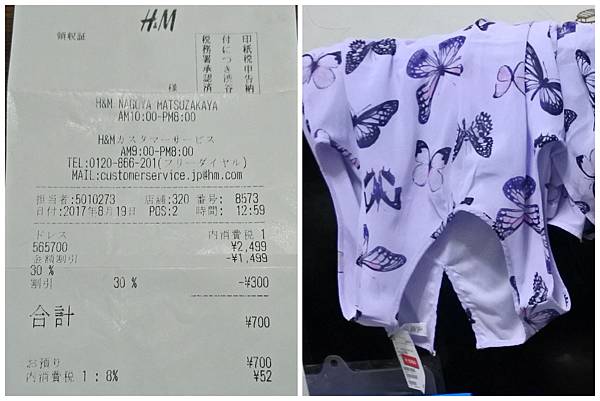 H&M
領収証
印紙税申告納
付につき渋谷
税務署承認済
様
H&M NAGOYA MATSUZAKAYA
AM10:00-PM8:00
H&Mカスタマーサービス
AM9:00-PM8:00
TEL:0120-866-201(フリーダイヤル)
MAIL:customerservice.jp@hm.com
担当者:5010273 店舗:320 番号: 8573
日付:2017年8月19日 POS:2 時間: 12:59
ドレス 内消費税 1
565700 ¥2,499
金額割引 -¥1,499
30 %
割引 30 % -¥300
合計 ¥700
お預り ¥700
内消費税 1 : 8% ¥52